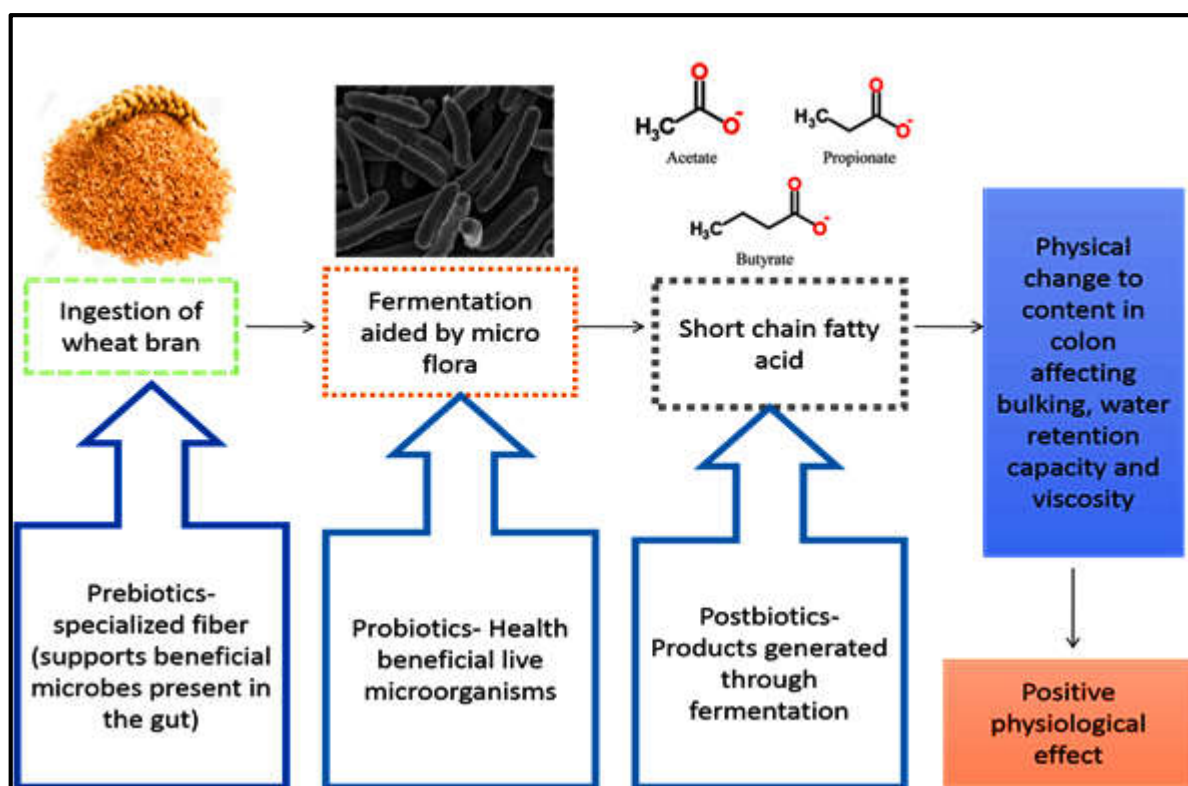 H₃C
O
O⁻
Acetate
O
O⁻
Propionate
H₃C
O
O⁻
Butyrate
Ingestion of
wheat bran
Fermentation
aided by micro
flora
Short chain fatty
acid
Physical
change to
content in
colon
affecting
bulking, water
retention
capacity and
viscosity
Prebiotics-
specialized fiber
(supports beneficial
microbes present in
the gut)
Probiotics- Health
beneficial live
microorganisms
Postbiotics-
Products generated
through
fermentation
Positive
physiological
effect